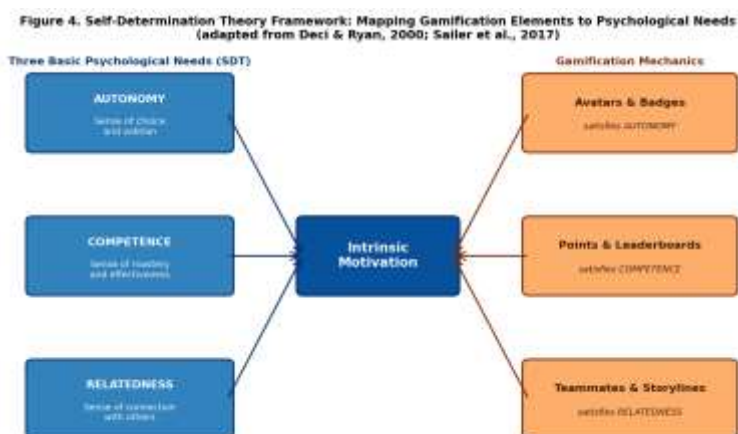 Figure 4. Self-Determination Theory Framework: Mapping Gamification Elements to Psychological Needs
(adapted from Deci & Ryan, 2000; Sailer et al., 2017)
Three Basic Psychological Needs (SDT)
Gamification Mechanics
AUTONOMY
Sense of choice
and volition
Avatars & Badges
satisfies AUTONOMY
COMPETENCE
Sense of mastery
and effectiveness
Intrinsic
Motivation
Points & Leaderboards
satisfies COMPETENCE
RELATEDNESS
Sense of connection
with others
Teammates & Storylines
satisfies RELATEDNESS